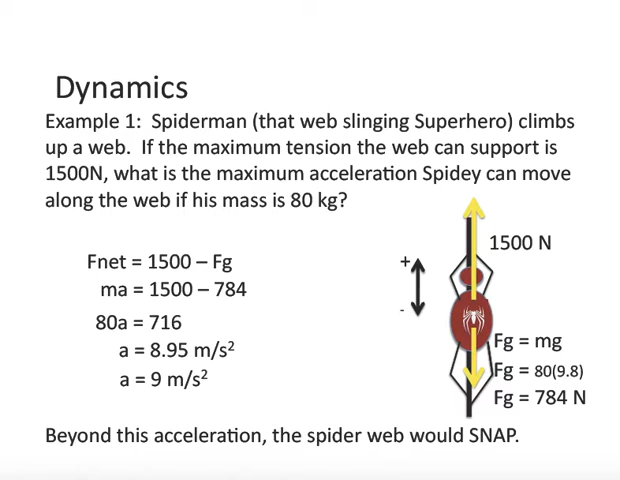 Dynamics
Example 1:  Spiderman (that web slinging Superhero) climbs
up a web.  If the maximum tension the web can support is
1500N, what is the maximum acceleration Spidey can move
along the web if his mass is 80 kg?
1500 N
+
-
Fnet = 1500 – Fg
ma = 1500 – 784
80a = 716
a = 8.95 m/s²
a = 9 m/s²
Fg = mg
Fg = 80(9.8)
Fg = 784 N
Beyond this acceleration, the spider web would SNAP.